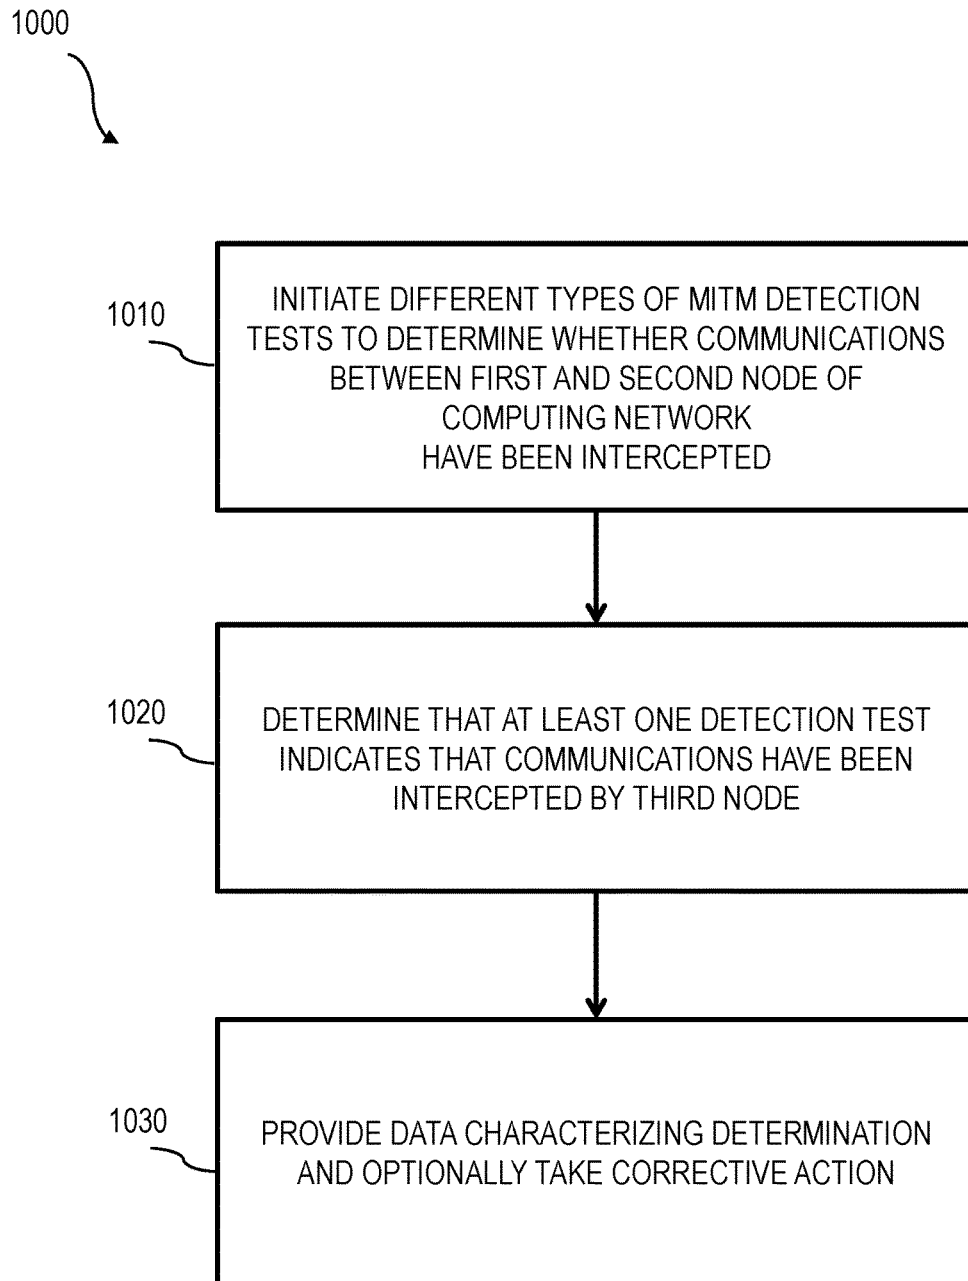 1000
1010
INITIATE DIFFERENT TYPES OF MITM DETECTION
TESTS TO DETERMINE WHETHER COMMUNICATIONS
BETWEEN FIRST AND SECOND NODE OF
COMPUTING NETWORK
HAVE BEEN INTERCEPTED
1020
DETERMINE THAT AT LEAST ONE DETECTION TEST
INDICATES THAT COMMUNICATIONS HAVE BEEN
INTERCEPTED BY THIRD NODE
1030
PROVIDE DATA CHARACTERIZING DETERMINATION
AND OPTIONALLY TAKE CORRECTIVE ACTION